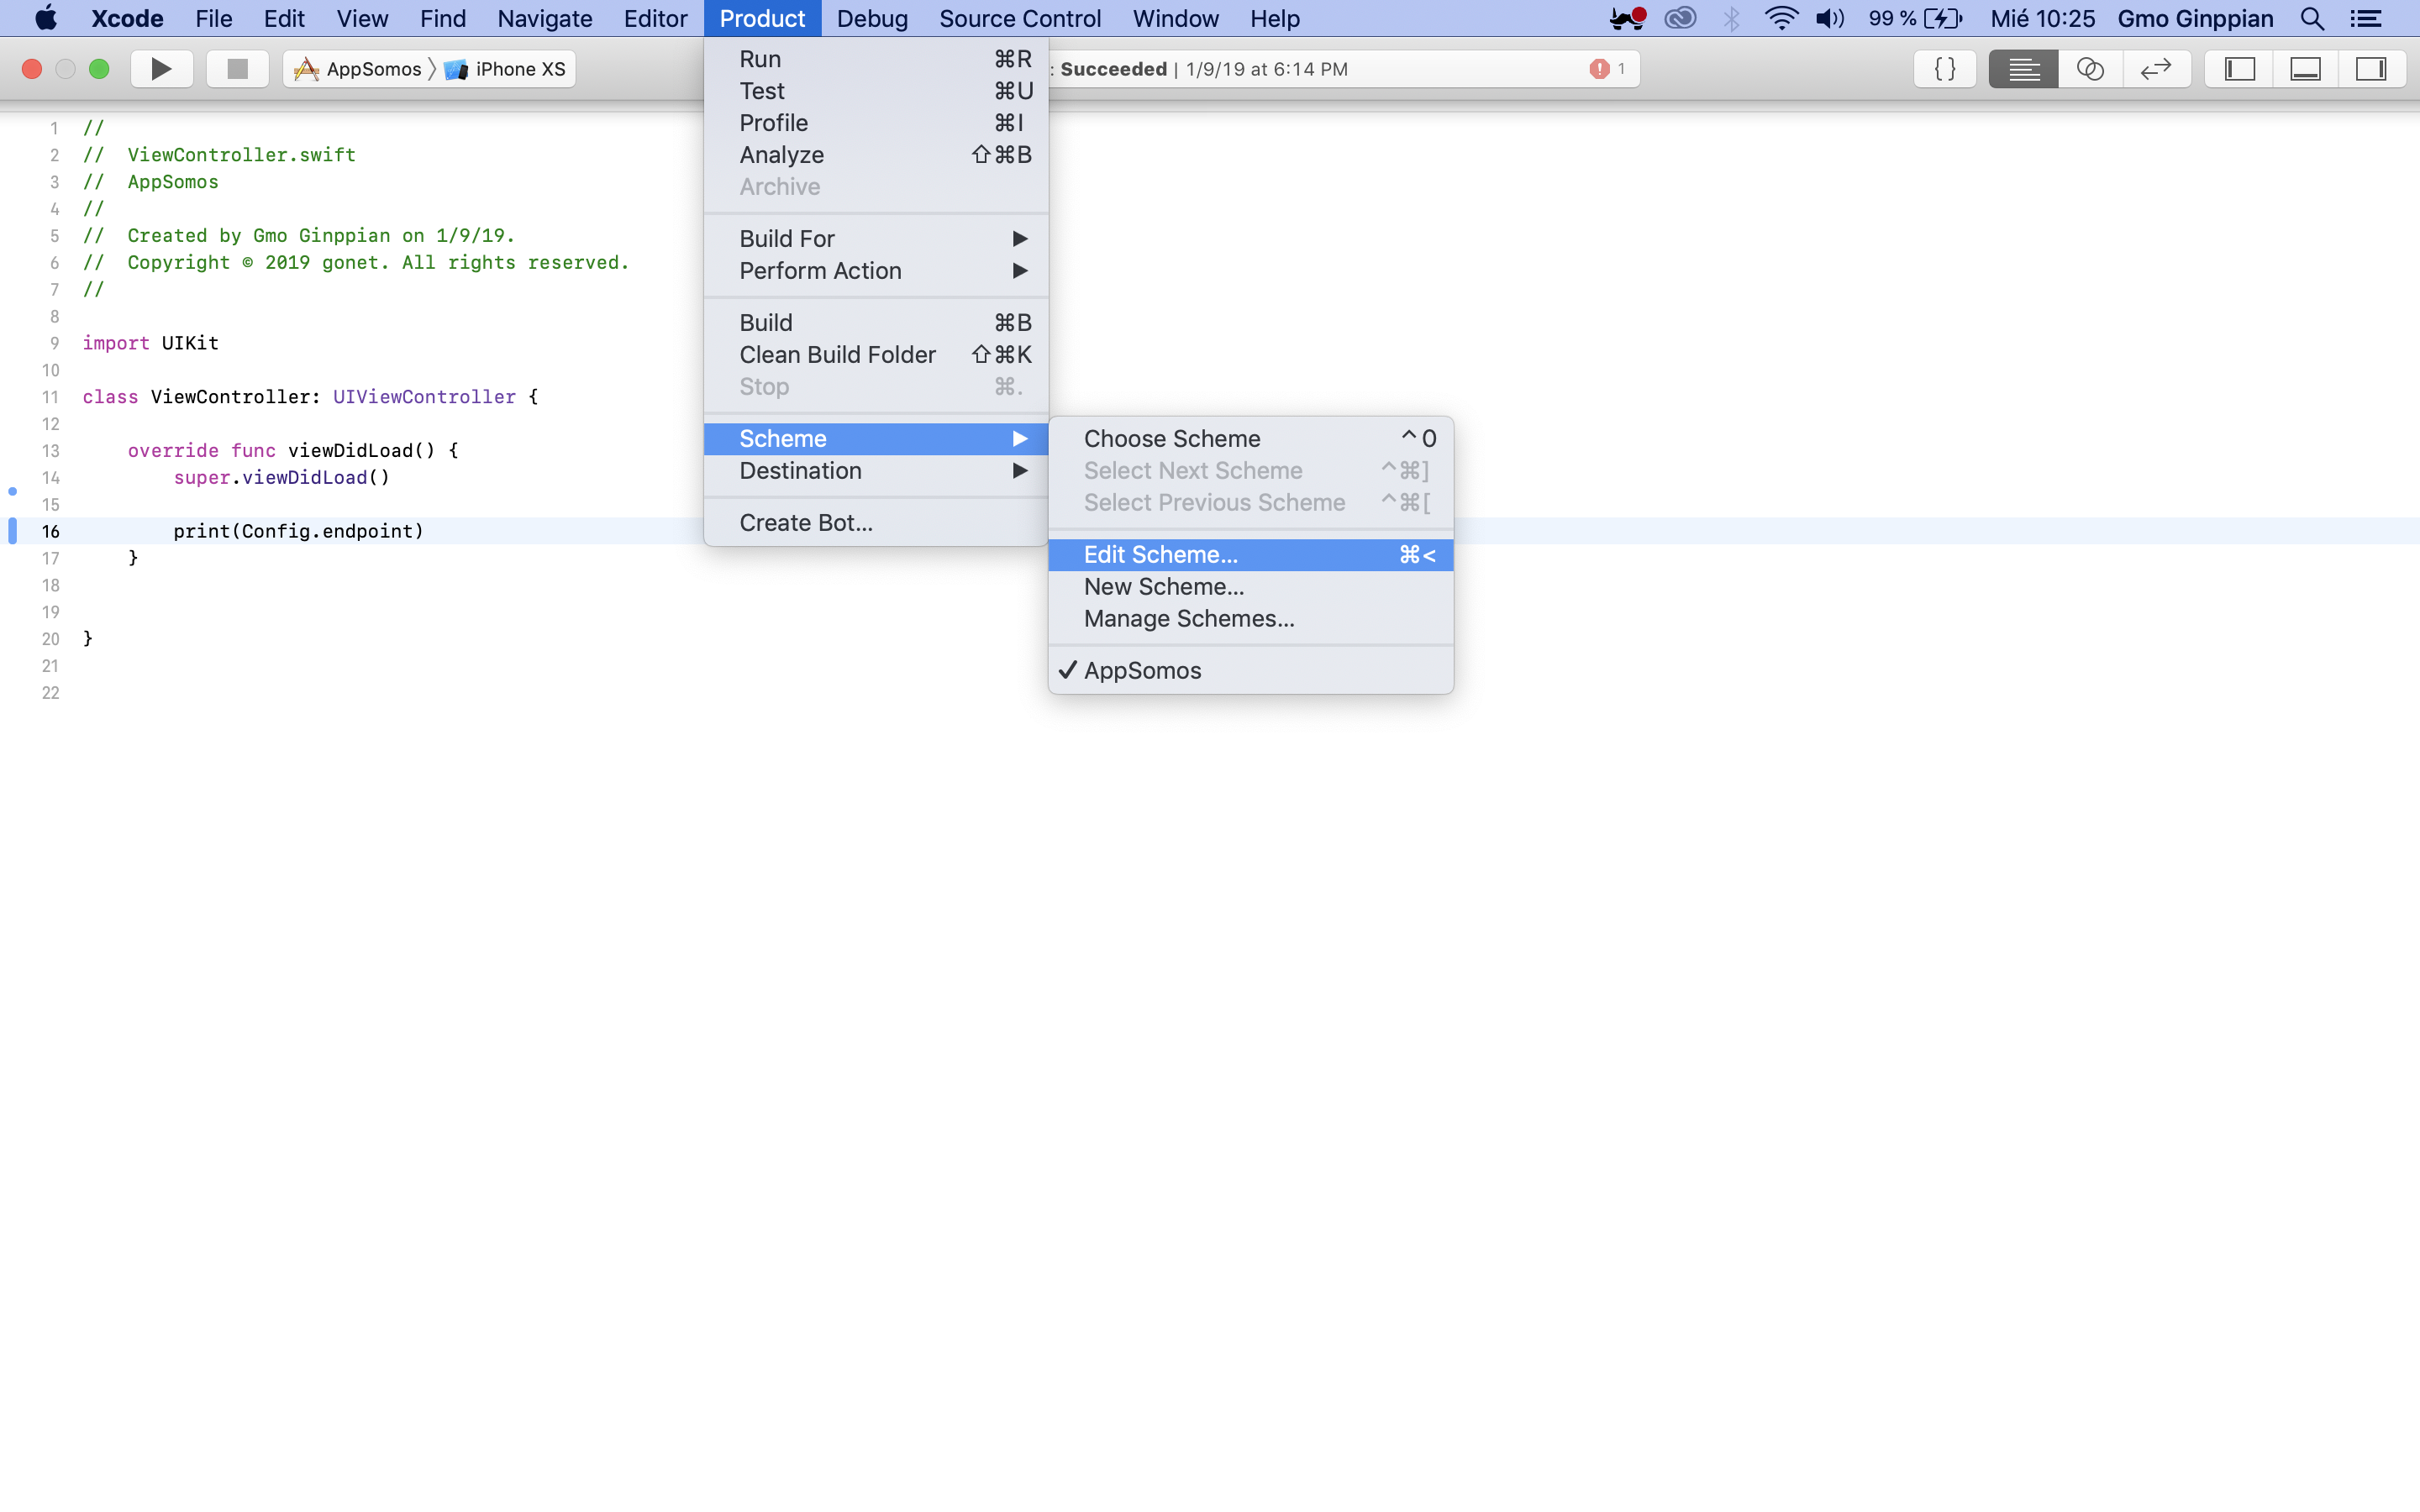 Xcode File Edit View Find Navigate Editor Product Debug Source Control Window Help 99 % Mié 10:25 Gmo Ginppian
AppSomos iPhone XS : Succeeded | 1/9/19 at 6:14 PM 1 { }
Run ⌘R
Test ⌘U
Profile ⌘I
Analyze ⇧⌘B
Archive
Build For ▶
Perform Action ▶
Build ⌘B
Clean Build Folder ⇧⌘K
Stop ⌘.
Scheme ▶
Destination ▶
Create Bot...
Choose Scheme ^0
Select Next Scheme ^⌘]
Select Previous Scheme ^⌘[
Edit Scheme... ⌘<
New Scheme...
Manage Schemes...
✓ AppSomos
1 //
2 //  ViewController.swift
3 //  AppSomos
4 //
5 //  Created by Gmo Ginppian on 1/9/19.
6 //  Copyright © 2019 gonet. All rights reserved.
7 //
8
9 import UIKit
10
11 class ViewController: UIViewController {
12
13     override func viewDidLoad() {
14         super.viewDidLoad()
15
16         print(Config.endpoint)
17     }
18
19
20 }
21
22